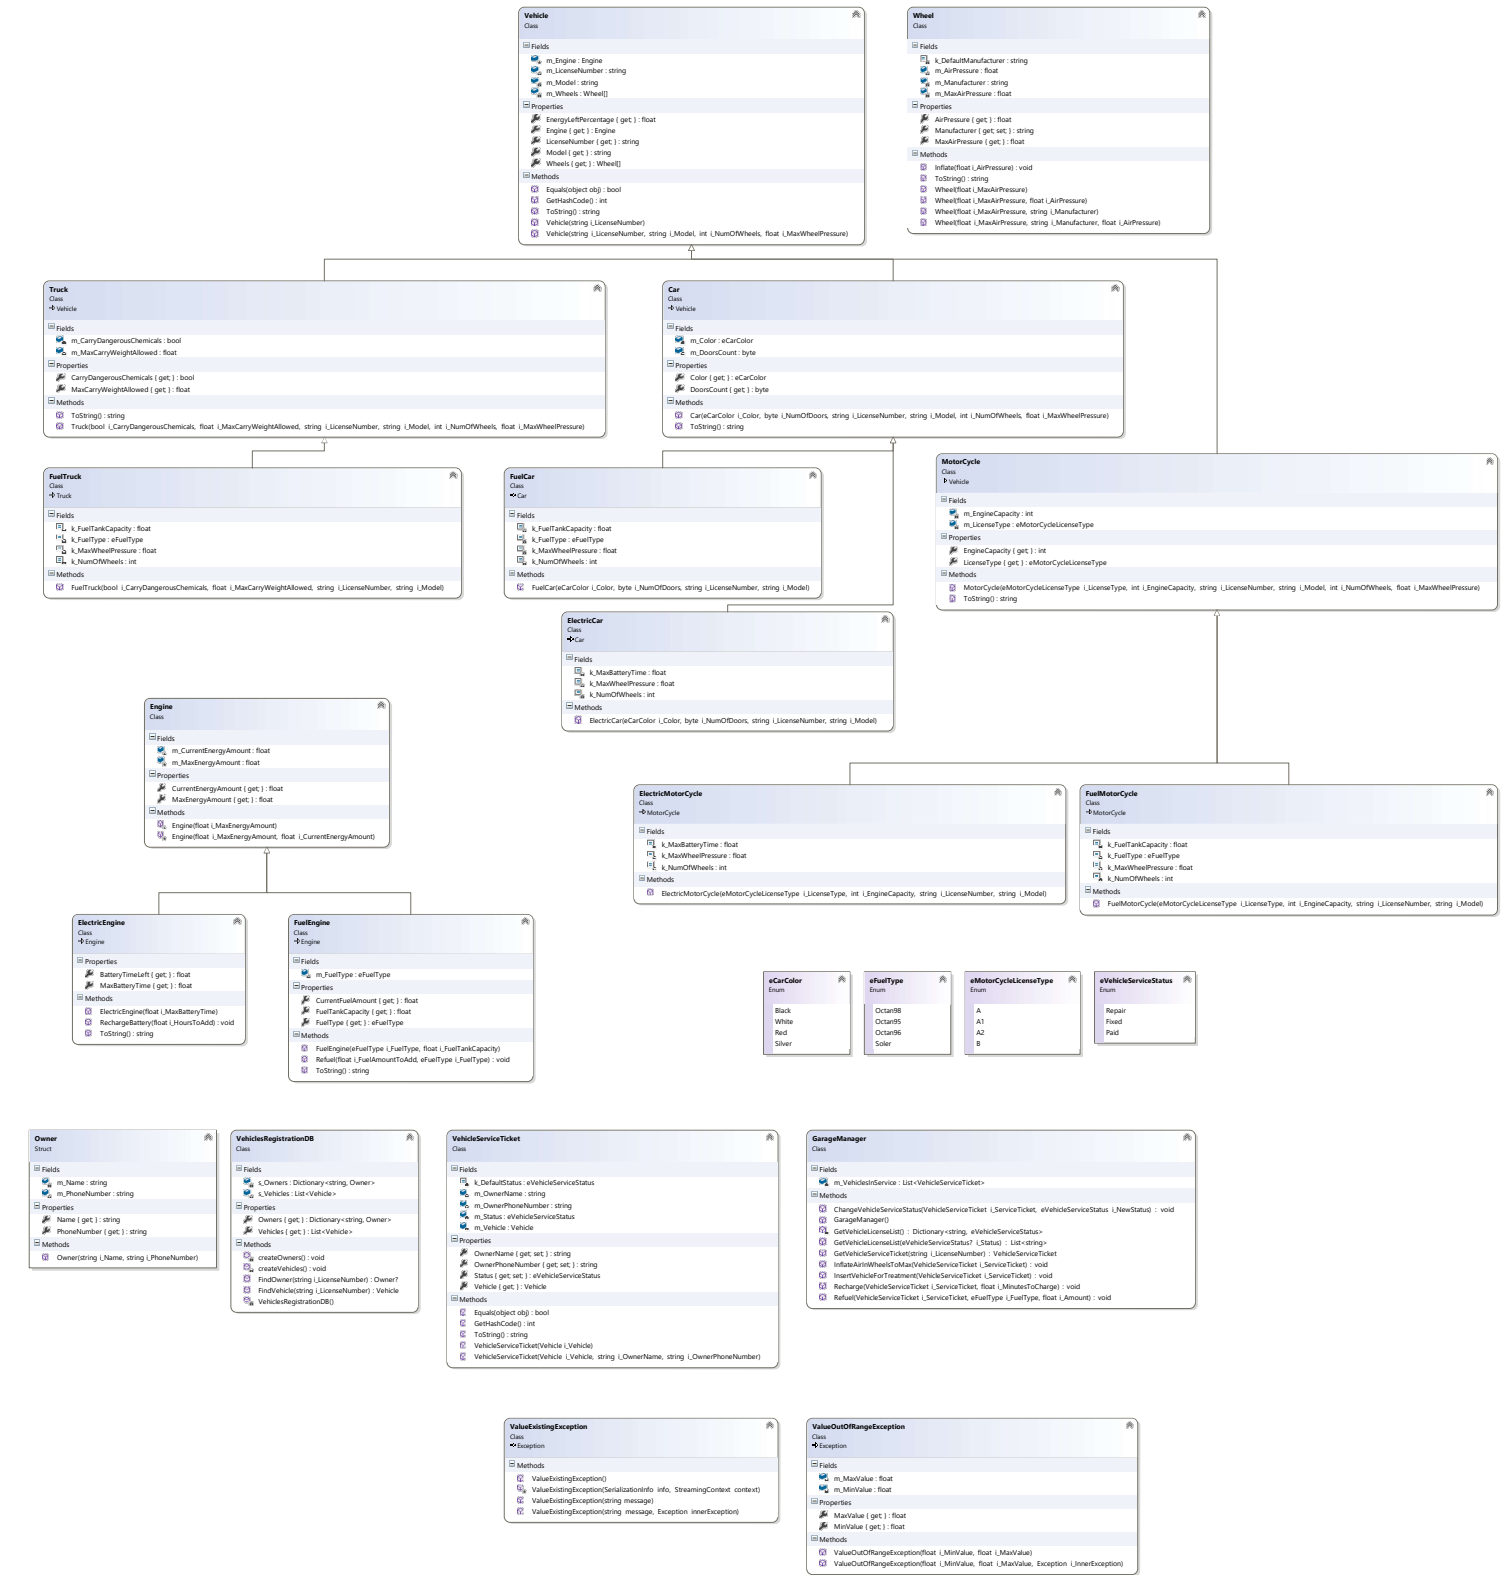 Vehicle
Class
Fields
m_Engine : Engine
m_LicenseNumber : string
m_Model : string
m_Wheels : Wheel[]
Properties
EnergyLeftPercentage { get; } : float
Engine { get; } : Engine
LicenseNumber { get; } : string
Model { get; } : string
Wheels { get; } : Wheel[]
Methods
Equals(object obj) : bool
GetHashCode() : int
ToString() : string
Vehicle(string i_LicenseNumber)
Vehicle(string i_LicenseNumber, string i_Model, int i_NumOfWheels, float i_MaxWheelPressure)
Wheel
Class
Fields
k_DefaultManufacturer : string
m_AirPressure : float
m_Manufacturer : string
m_MaxAirPressure : float
Properties
AirPressure { get; } : float
Manufacturer { get; set; } : string
MaxAirPressure { get; } : float
Methods
Inflate(float i_AirPressure) : void
ToString() : string
Wheel(float i_MaxAirPressure)
Wheel(float i_MaxAirPressure, float i_AirPressure)
Wheel(float i_MaxAirPressure, string i_Manufacturer)
Wheel(float i_MaxAirPressure, string i_Manufacturer, float i_AirPressure)
Truck
Class
Vehicle
Fields
m_CarryDangerousChemicals : bool
m_MaxCarryWeightAllowed : float
Properties
CarryDangerousChemicals { get; } : bool
MaxCarryWeightAllowed { get; } : float
Methods
ToString() : string
Truck(bool i_CarryDangerousChemicals, float i_MaxCarryWeightAllowed, string i_LicenseNumber, string i_Model, int i_NumOfWheels, float i_MaxWheelPressure)
Car
Class
Vehicle
Fields
m_Color : eCarColor
m_DoorsCount : byte
Properties
Color { get; } : eCarColor
DoorsCount { get; } : byte
Methods
Car(eCarColor i_Color, byte i_NumOfDoors, string i_LicenseNumber, string i_Model, int i_NumOfWheels, float i_MaxWheelPressure)
ToString() : string
FuelTruck
Class
Truck
Fields
k_FuelTankCapacity : float
k_FuelType : eFuelType
k_MaxWheelPressure : float
k_NumOfWheels : int
Methods
FuelTruck(bool i_CarryDangerousChemicals, float i_MaxCarryWeightAllowed, string i_LicenseNumber, string i_Model)
FuelCar
Class
Car
Fields
k_FuelTankCapacity : float
k_FuelType : eFuelType
k_MaxWheelPressure : float
k_NumOfWheels : int
Methods
FuelCar(eCarColor i_Color, byte i_NumOfDoors, string i_LicenseNumber, string i_Model)
MotorCycle
Class
Vehicle
Fields
m_EngineCapacity : int
m_LicenseType : eMotorCycleLicenseType
Properties
EngineCapacity { get; } : int
LicenseType { get; } : eMotorCycleLicenseType
Methods
MotorCycle(eMotorCycleLicenseType i_LicenseType, int i_EngineCapacity, string i_LicenseNumber, string i_Model, int i_NumOfWheels, float i_MaxWheelPressure)
ToString() : string
ElectricCar
Class
Car
Fields
k_MaxBatteryTime : float
k_MaxWheelPressure : float
k_NumOfWheels : int
Methods
ElectricCar(eCarColor i_Color, byte i_NumOfDoors, string i_LicenseNumber, string i_Model)
Engine
Class
Fields
m_CurrentEnergyAmount : float
m_MaxEnergyAmount : float
Properties
CurrentEnergyAmount { get; } : float
MaxEnergyAmount { get; } : float
Methods
Engine(float i_MaxEnergyAmount)
Engine(float i_MaxEnergyAmount, float i_CurrentEnergyAmount)
ElectricMotorCycle
Class
MotorCycle
Fields
k_MaxBatteryTime : float
k_MaxWheelPressure : float
k_NumOfWheels : int
Methods
ElectricMotorCycle(eMotorCycleLicenseType i_LicenseType, int i_EngineCapacity, string i_LicenseNumber, string i_Model)
FuelMotorCycle
Class
MotorCycle
Fields
k_FuelTankCapacity : float
k_FuelType : eFuelType
k_MaxWheelPressure : float
k_NumOfWheels : int
Methods
FuelMotorCycle(eMotorCycleLicenseType i_LicenseType, int i_EngineCapacity, string i_LicenseNumber, string i_Model)
ElectricEngine
Class
Engine
Properties
BatteryTimeLeft { get; } : float
MaxBatteryTime { get; } : float
Methods
ElectricEngine(float i_MaxBatteryTime)
RechargeBattery(float i_HoursToAdd) : void
ToString() : string
FuelEngine
Class
Engine
Fields
m_FuelType : eFuelType
Properties
CurrentFuelAmount { get; } : float
FuelTankCapacity { get; } : float
FuelType { get; } : eFuelType
Methods
FuelEngine(eFuelType i_FuelType, float i_FuelTankCapacity)
Refuel(float i_FuelAmountToAdd, eFuelType i_FuelType) : void
ToString() : string
eCarColor
Enum
Black
White
Red
Silver
eFuelType
Enum
Octan98
Octan95
Octan96
Soler
eMotorCycleLicenseType
Enum
A
A1
A2
B
eVehicleServiceStatus
Enum
Repair
Fixed
Paid
Owner
Struct
Fields
m_Name : string
m_PhoneNumber : string
Properties
Name { get; } : string
PhoneNumber { get; } : string
Methods
Owner(string i_Name, string i_PhoneNumber)
VehiclesRegistrationDB
Class
Fields
s_Owners : Dictionary<string, Owner>
s_Vehicles : List<Vehicle>
Properties
Owners { get; } : Dictionary<string, Owner>
Vehicles { get; } : List<Vehicle>
Methods
createOwners() : void
createVehicles() : void
FindOwner(string i_LicenseNumber) : Owner?
FindVehicle(string i_LicenseNumber) : Vehicle
VehiclesRegistrationDB()
VehicleServiceTicket
Class
Fields
k_DefaultStatus : eVehicleServiceStatus
m_OwnerName : string
m_OwnerPhoneNumber : string
m_Status : eVehicleServiceStatus
m_Vehicle : Vehicle
Properties
OwnerName { get; set; } : string
OwnerPhoneNumber { get; set; } : string
Status { get; set; } : eVehicleServiceStatus
Vehicle { get; } : Vehicle
Methods
Equals(object obj) : bool
GetHashCode() : int
ToString() : string
VehicleServiceTicket(Vehicle i_Vehicle)
VehicleServiceTicket(Vehicle i_Vehicle, string i_OwnerName, string i_OwnerPhoneNumber)
GarageManager
Class
Fields
m_VehiclesInService : List<VehicleServiceTicket>
Methods
ChangeVehicleServiceStatus(VehicleServiceTicket i_ServiceTicket, eVehicleServiceStatus i_NewStatus) : void
GarageManager()
GetVehicleLicenseList() : Dictionary<string, eVehicleServiceStatus>
GetVehicleLicenseList(eVehicleServiceStatus? i_Status) : List<string>
GetVehicleServiceTicket(string i_LicenseNumber) : VehicleServiceTicket
InflateAirInWheelsToMax(VehicleServiceTicket i_ServiceTicket) : void
InsertVehicleForTreatment(VehicleServiceTicket i_ServiceTicket) : void
Recharge(VehicleServiceTicket i_ServiceTicket, float i_MinutesToCharge) : void
Refuel(VehicleServiceTicket i_ServiceTicket, eFuelType i_FuelType, float i_Amount) : void
ValueExistingException
Class
Exception
Methods
ValueExistingException()
ValueExistingException(SerializationInfo info, StreamingContext context)
ValueExistingException(string message)
ValueExistingException(string message, Exception innerException)
ValueOutOfRangeException
Class
Exception
Fields
m_MaxValue : float
m_MinValue : float
Properties
MaxValue { get; } : float
MinValue { get; } : float
Methods
ValueOutOfRangeException(float i_MinValue, float i_MaxValue)
ValueOutOfRangeException(float i_MinValue, float i_MaxValue, Exception i_InnerException)